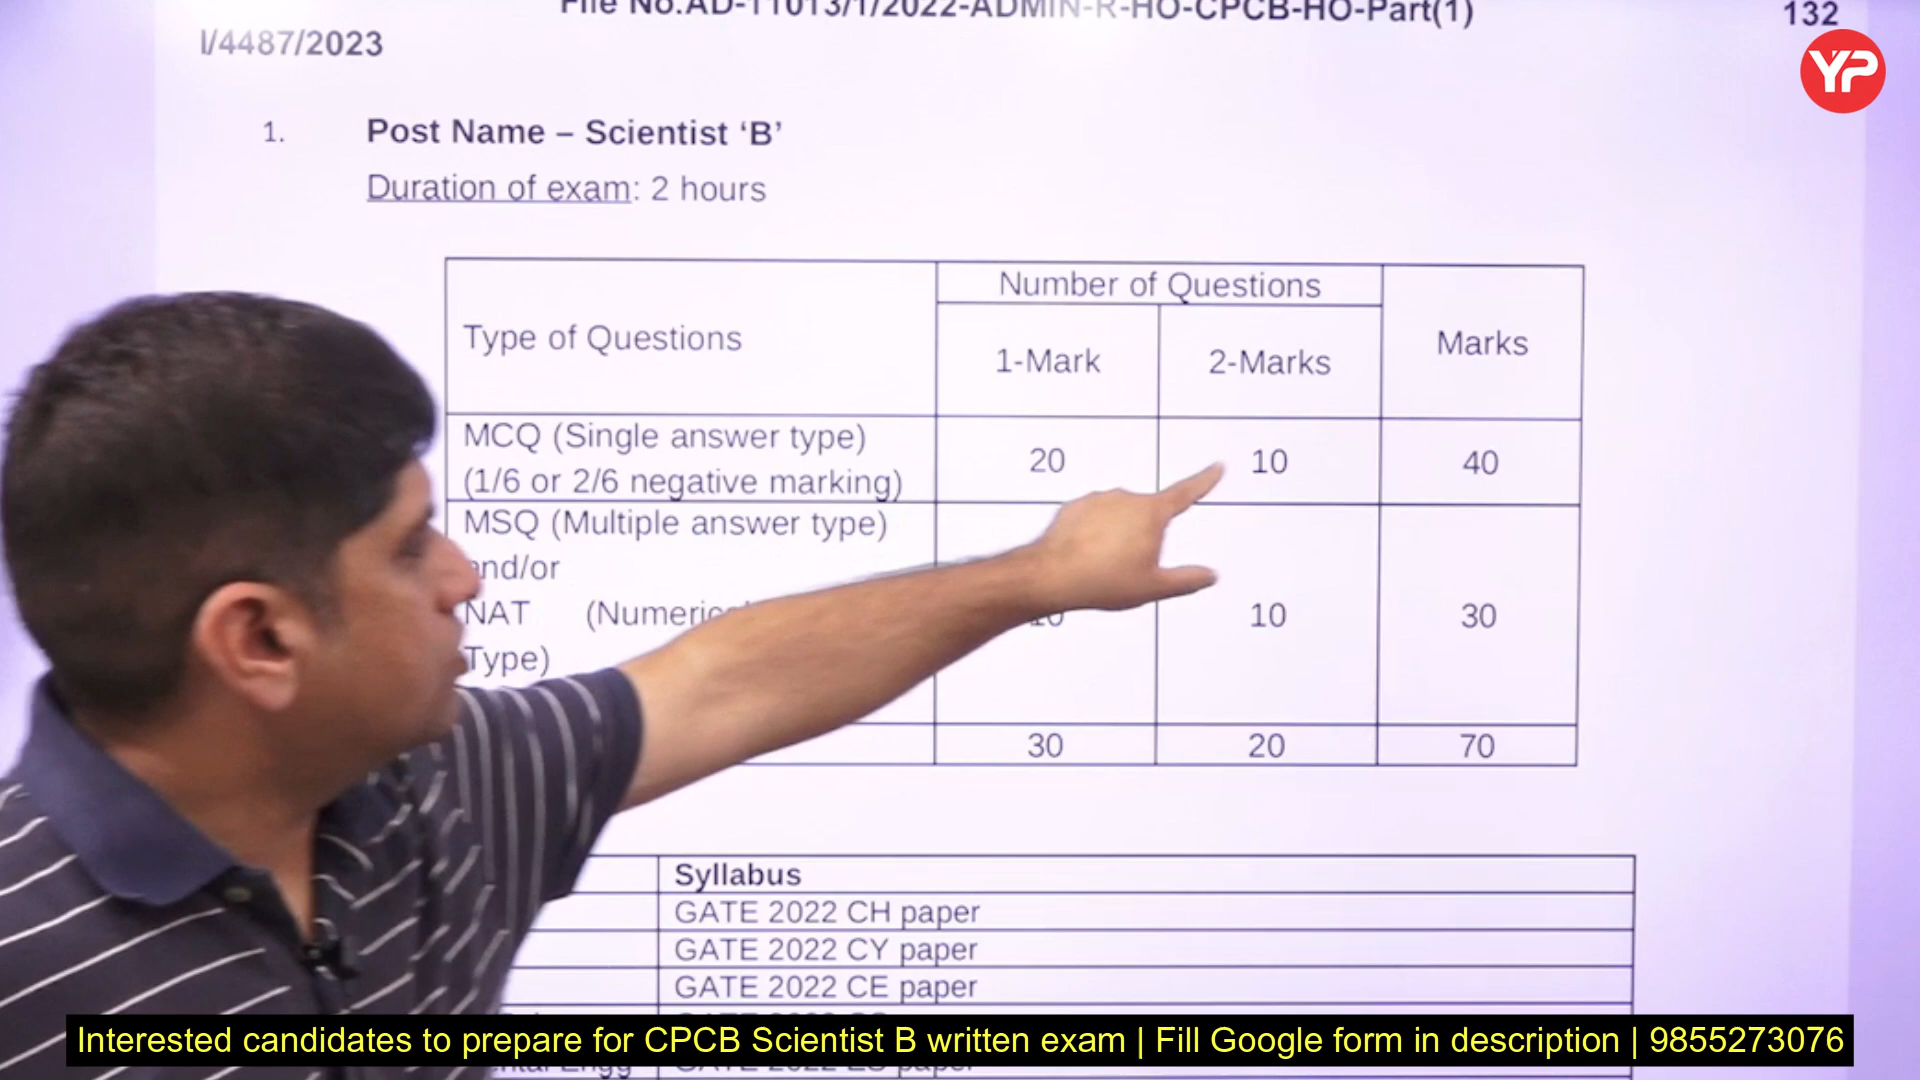 File No.AD-11013/1/2022-ADMIN-R-HO-CPCB-HO-Part(1) 132
I/4487/2023
YP
1. Post Name – Scientist ‘B’
Duration of exam: 2 hours
Type of Questions Number of Questions Marks
1-Mark 2-Marks
MCQ (Single answer type)
(1/6 or 2/6 negative marking) 20 10 40
MSQ (Multiple answer type)
and/or
NAT 10 10 30
Type)
30 20 70
Syllabus
GATE 2022 CH paper
GATE 2022 CY paper
GATE 2022 CE paper
Interested candidates to prepare for CPCB Scientist B written exam | Fill Google form in description | 9855273076